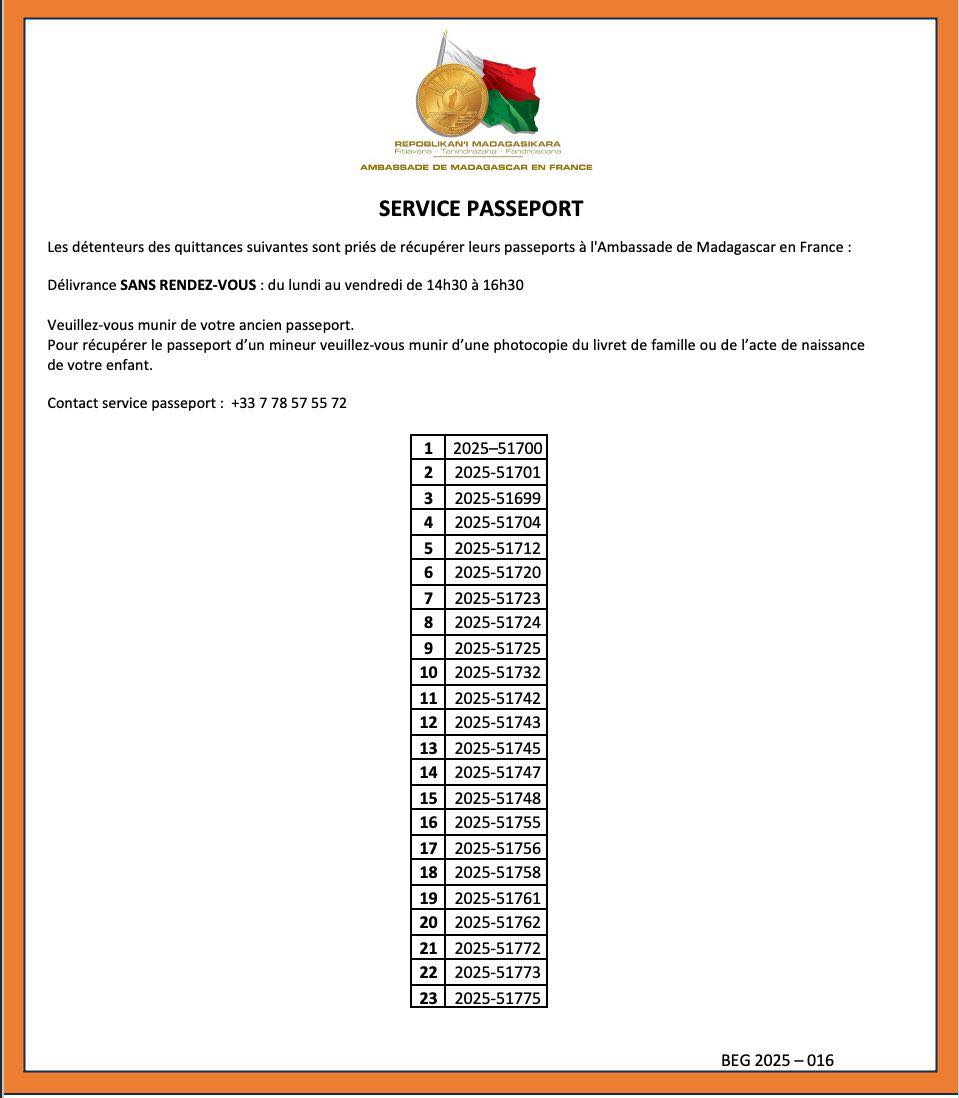 REPOBLIKAN'I MADAGASIKARA
Fitiavana - Tanindrazana - Fandrosoana
AMBASSADE DE MADAGASCAR EN FRANCE
SERVICE PASSEPORT
Les détenteurs des quittances suivantes sont priés de récupérer leurs passeports à l'Ambassade de Madagascar en France :
Délivrance SANS RENDEZ-VOUS : du lundi au vendredi de 14h30 à 16h30
Veuillez-vous munir de votre ancien passeport.
Pour récupérer le passeport d’un mineur veuillez-vous munir d’une photocopie du livret de famille ou de l’acte de naissance
de votre enfant.
Contact service passeport :  +33 7 78 57 55 72
1 2025–51700
2 2025-51701
3 2025-51699
4 2025-51704
5 2025-51712
6 2025-51720
7 2025-51723
8 2025-51724
9 2025-51725
10 2025-51732
11 2025-51742
12 2025-51743
13 2025-51745
14 2025-51747
15 2025-51748
16 2025-51755
17 2025-51756
18 2025-51758
19 2025-51761
20 2025-51762
21 2025-51772
22 2025-51773
23 2025-51775
BEG 2025 – 016